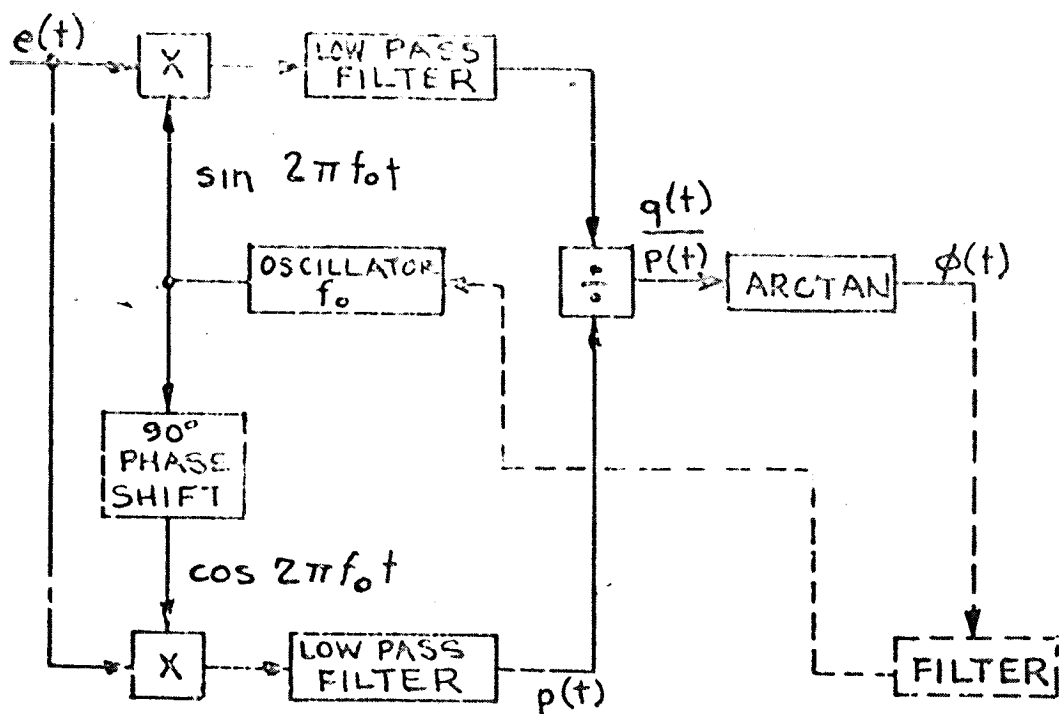 e(t)
X
LOW PASS
FILTER
sin 2πf₀t
q(t)
p(t)
OSCILLATOR
f₀
÷
ARCTAN
ϕ(t)
90°
PHASE
SHIFT
cos 2πf₀t
X
LOW PASS
FILTER
p(t)
FILTER